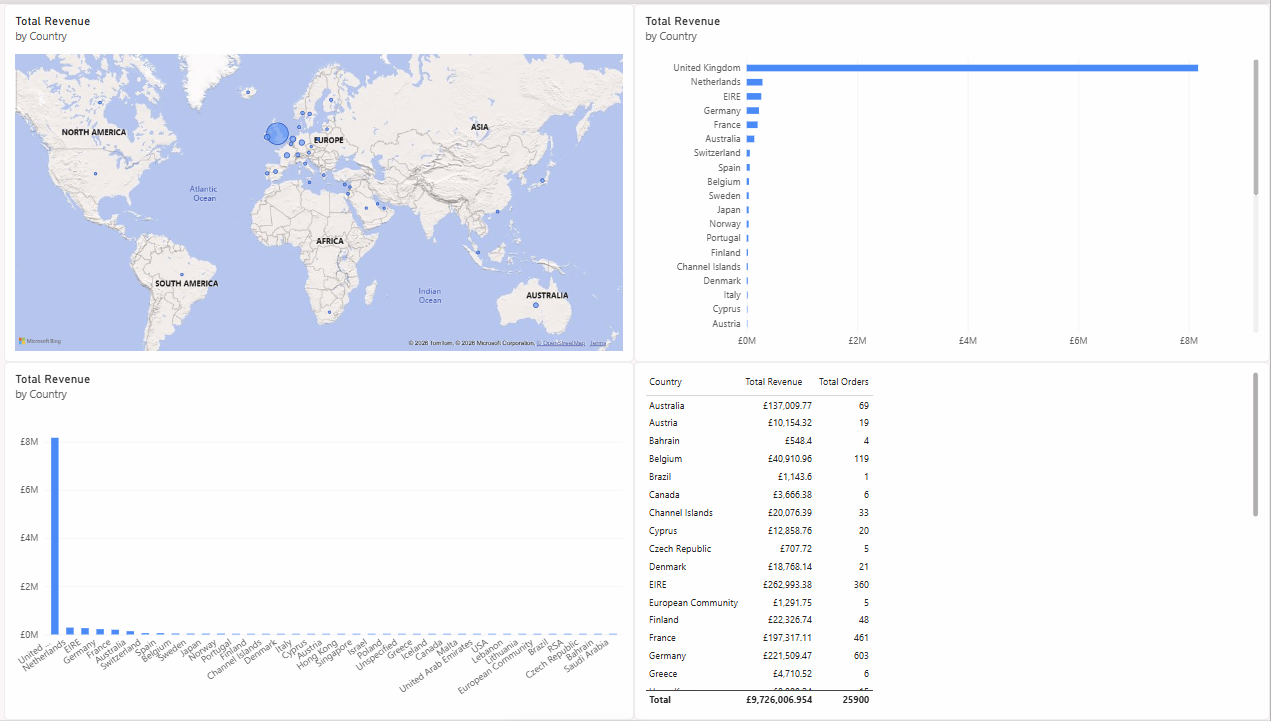 Total Revenue
by Country
NORTH AMERICA
EUROPE
ASIA
Atlantic
Ocean
AFRICA
SOUTH AMERICA
Indian
Ocean
AUSTRALIA
Microsoft Bing
© 2026 TomTom, © 2026 Microsoft Corporation, © OpenStreetMap Terms
Total Revenue
by Country
United Kingdom
Netherlands
EIRE
Germany
France
Australia
Switzerland
Spain
Belgium
Sweden
Japan
Norway
Portugal
Finland
Channel Islands
Denmark
Italy
Cyprus
Austria
£0M £2M £4M £6M £8M
Total Revenue
by Country
£8M
£6M
£4M
£2M
£0M
United ...
Netherlands
EIRE
Germany
France
Australia
Switzerland
Spain
Belgium
Sweden
Japan
Norway
Portugal
Finland
Channel Islands
Denmark
Italy
Cyprus
Austria
Hong Kong
Singapore
Israel
Poland
Unspecified
Greece
Iceland
Canada
Malta
United Arab Emirates
USA
Lebanon
Lithuania
European Community
Brazil
RSA
Czech Republic
Bahrain
Saudi Arabia
Country Total Revenue Total Orders
Australia £137,009.77 69
Austria £10,154.32 19
Bahrain £548.4 4
Belgium £40,910.96 119
Brazil £1,143.6 1
Canada £3,666.38 6
Channel Islands £20,076.39 33
Cyprus £12,858.76 20
Czech Republic £707.72 5
Denmark £18,768.14 21
EIRE £262,993.38 360
European Community £1,291.75 5
Finland £22,326.74 48
France £197,317.11 461
Germany £221,509.47 603
Greece £4,710.52 6
Total £9,726,006.954 25900